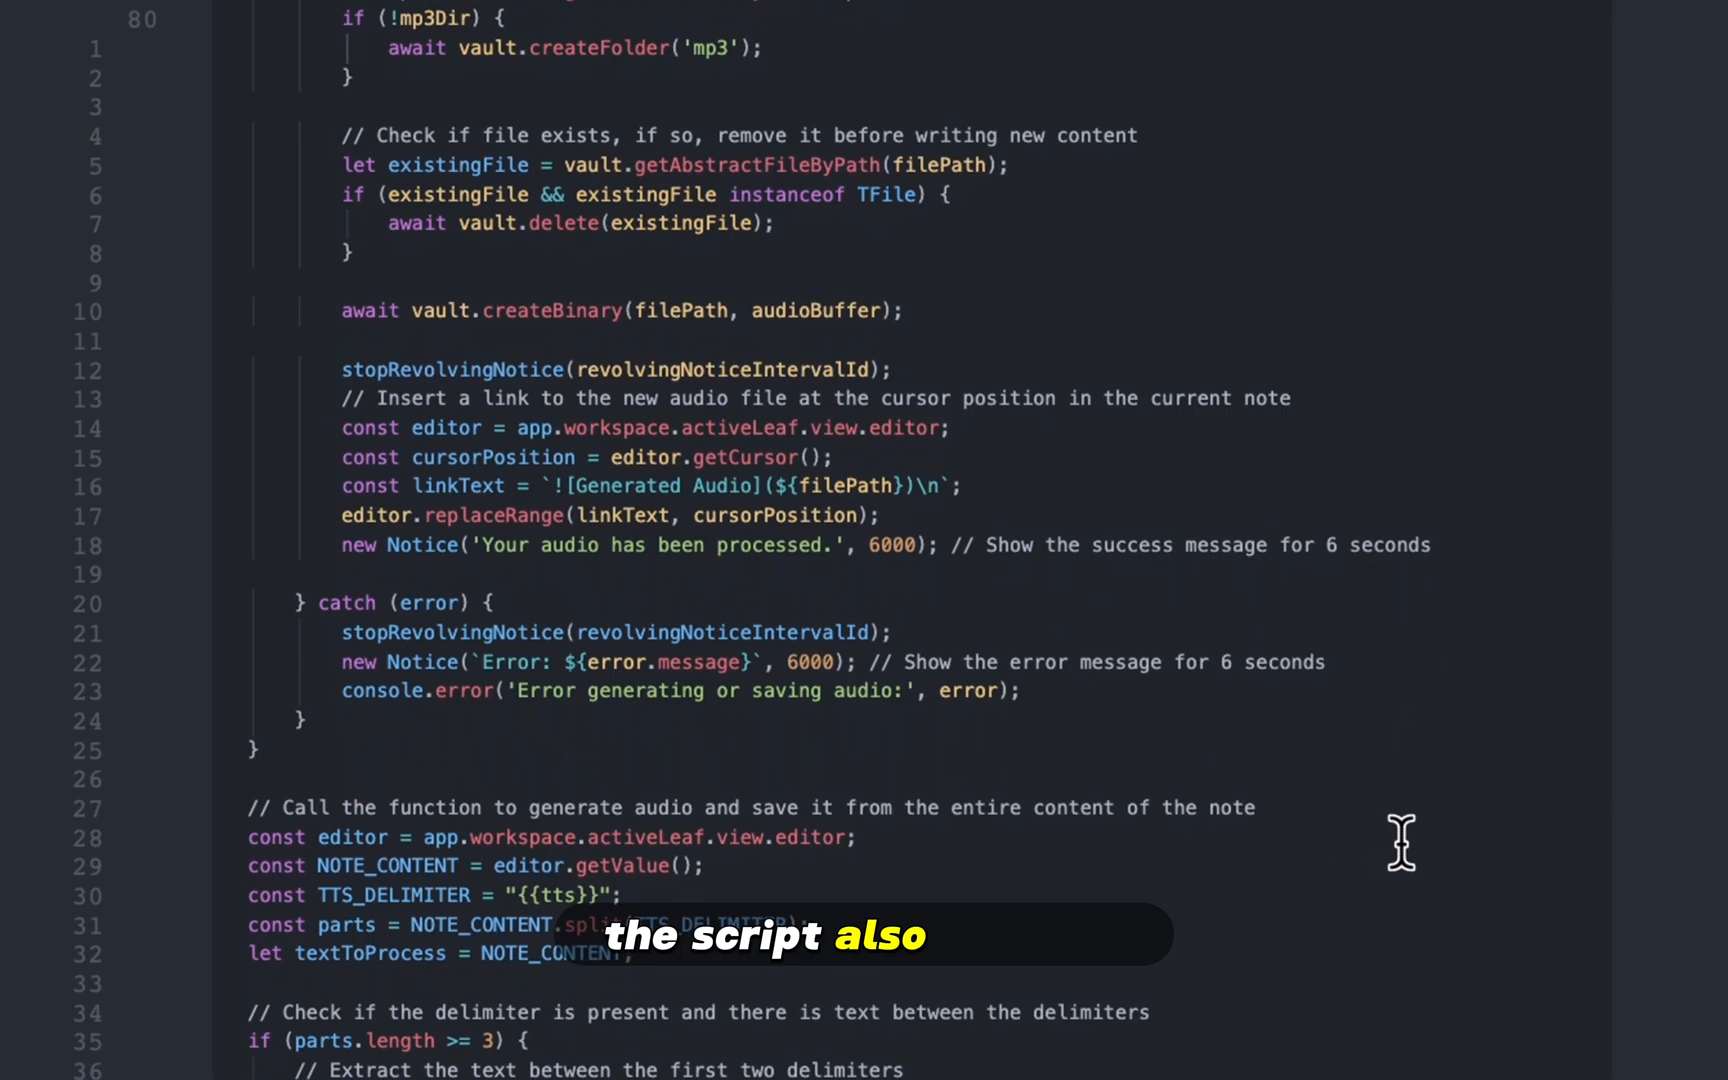 80
if (!mp3Dir) {
1 await vault.createFolder('mp3');
2 }
3
4 // Check if file exists, if so, remove it before writing new content
5 let existingFile = vault.getAbstractFileByPath(filePath);
6 if (existingFile && existingFile instanceof TFile) {
7 await vault.delete(existingFile);
8 }
9
10 await vault.createBinary(filePath, audioBuffer);
11
12 stopRevolvingNotice(revolvingNoticeIntervalId);
13 // Insert a link to the new audio file at the cursor position in the current note
14 const editor = app.workspace.activeLeaf.view.editor;
15 const cursorPosition = editor.getCursor();
16 const linkText = `![Generated Audio](${filePath})\n`;
17 editor.replaceRange(linkText, cursorPosition);
18 new Notice('Your audio has been processed.', 6000); // Show the success message for 6 seconds
19
20 } catch (error) {
21 stopRevolvingNotice(revolvingNoticeIntervalId);
22 new Notice(`Error: ${error.message}`, 6000); // Show the error message for 6 seconds
23 console.error('Error generating or saving audio:', error);
24 }
25 }
26
27 // Call the function to generate audio and save it from the entire content of the note
28 const editor = app.workspace.activeLeaf.view.editor;
29 const NOTE_CONTENT = editor.getValue();
30 const TTS_DELIMITER = "{{tts}}";
31 const parts = NOTE_CONTENT.split(TTS_DELIMITER);
the script also
32 let textToProcess = NOTE_CONTENT;
33
34 // Check if the delimiter is present and there is text between the delimiters
35 if (parts.length >= 3) {
36 // Extract the text between the first two delimiters